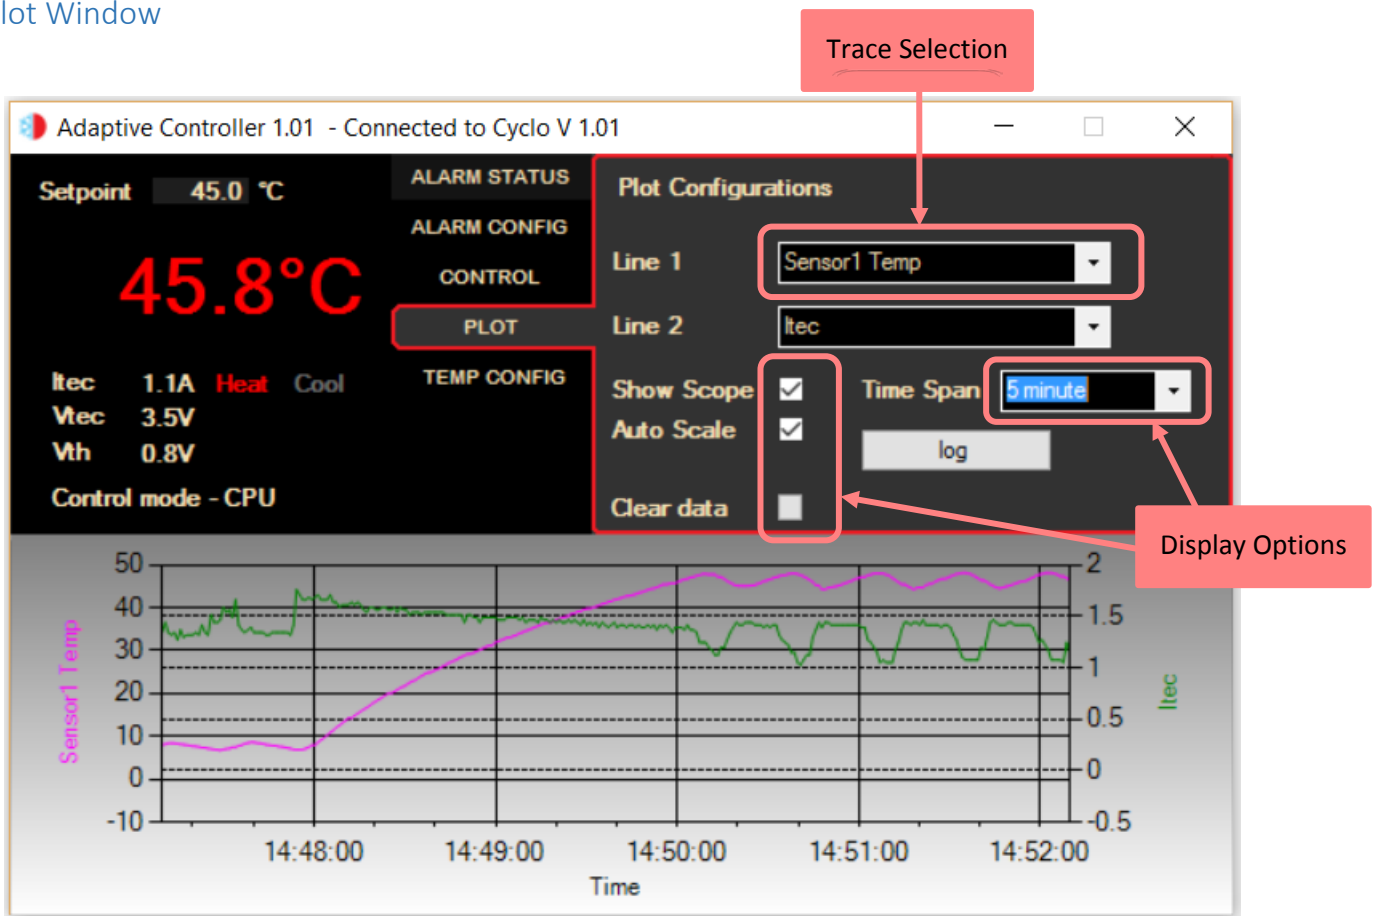 lot Window
Trace Selection
Adaptive Controller 1.01 - Connected to Cyclo V 1.01
Setpoint 45.0 °C
45.8°C
Itec 1.1A Heat Cool
Vtec 3.5V
Vth 0.8V
Control mode - CPU
ALARM STATUS
ALARM CONFIG
CONTROL
PLOT
TEMP CONFIG
Plot Configurations
Line 1 Sensor1 Temp
Line 2 Itec
Show Scope Time Span 5 minute
Auto Scale log
Clear data
Display Options
Sensor1 Temp
50
40
30
20
10
0
-10
2
1.5
1
0.5
0
-0.5
Itec
14:48:00 14:49:00 14:50:00 14:51:00 14:52:00
Time